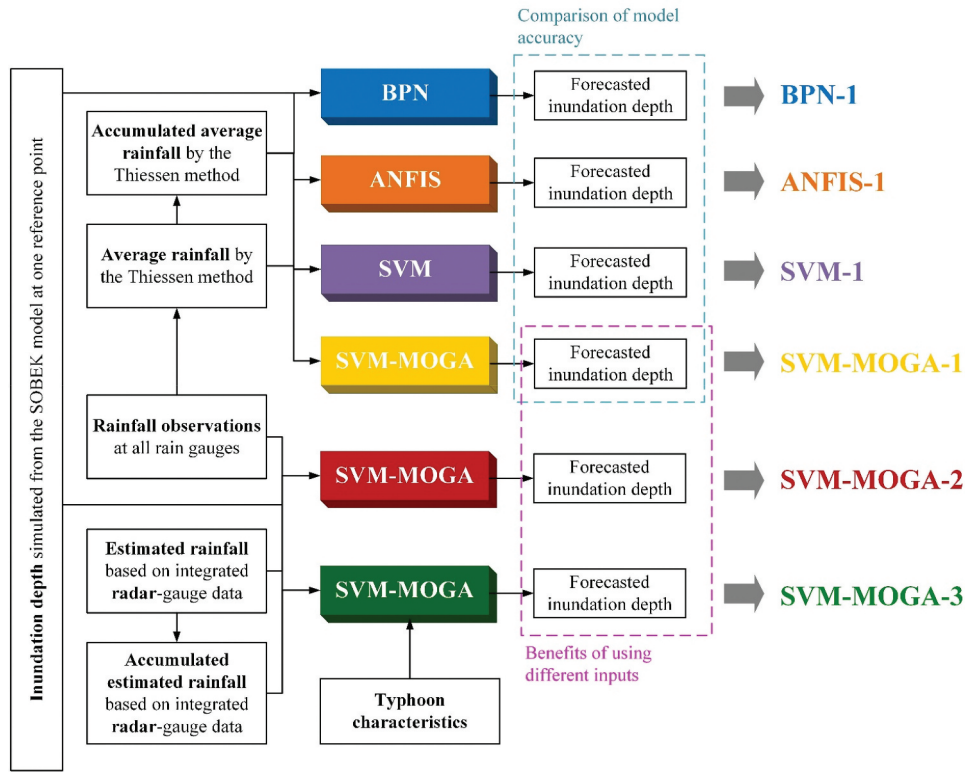 Comparison of model
accuracy
Inundation depth simulated from the SOBEK model at one reference point
Accumulated average
rainfall by the
Thiessen method
Average rainfall by
the Thiessen method
Rainfall observations
at all rain gauges
Estimated rainfall
based on integrated
radar-gauge data
Accumulated
estimated rainfall
based on integrated
radar-gauge data
BPN
Forecasted
inundation depth
BPN-1
ANFIS
Forecasted
inundation depth
ANFIS-1
SVM
Forecasted
inundation depth
SVM-1
SVM-MOGA
Forecasted
inundation depth
SVM-MOGA-1
SVM-MOGA
Forecasted
inundation depth
SVM-MOGA-2
SVM-MOGA
Forecasted
inundation depth
SVM-MOGA-3
Typhoon
characteristics
Benefits of using
different inputs